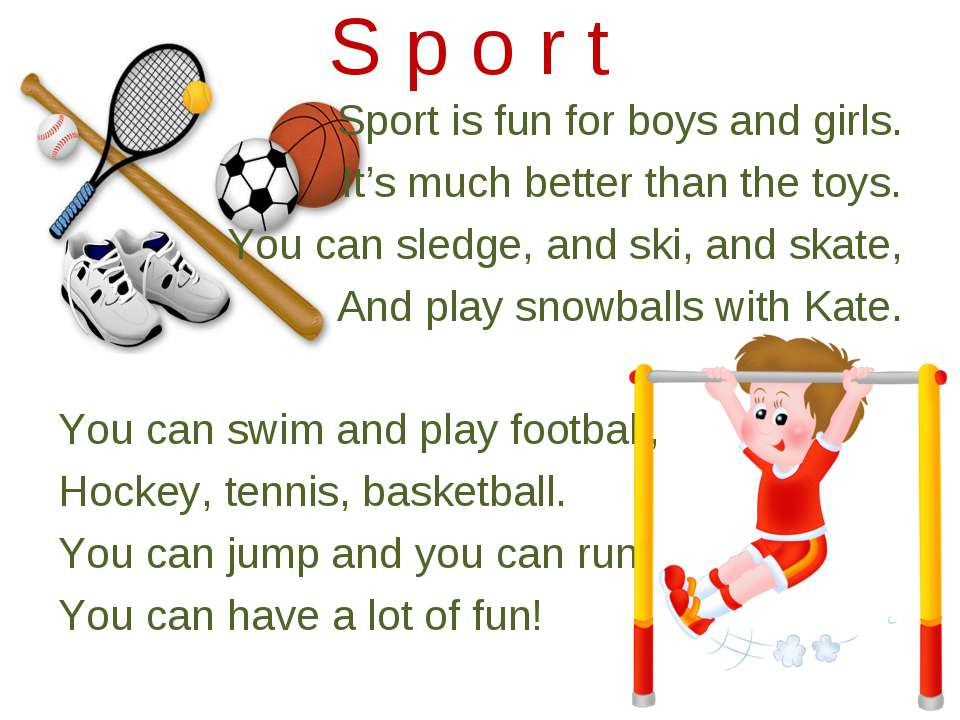 S p o r t
Sport is fun for boys and girls.
It’s much better than the toys.
You can sledge, and ski, and skate,
And play snowballs with Kate.
You can swim and play football,
Hockey, tennis, basketball.
You can jump and you can run
You can have a lot of fun!